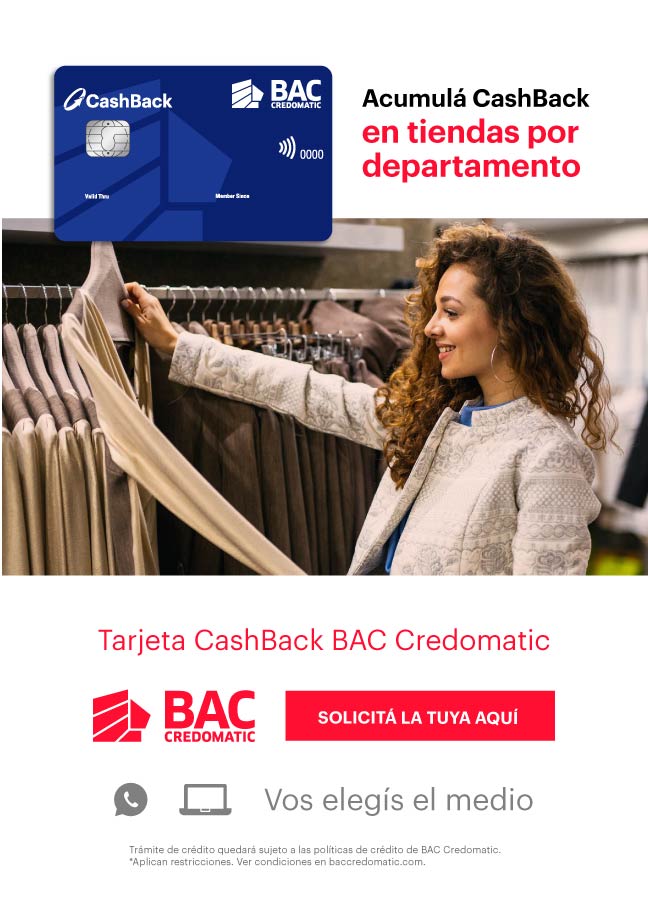 CashBack
BAC
CREDOMATIC
0000
Valid Thru
Member Since
Acumulá CashBack
en tiendas por
departamento
Tarjeta CashBack BAC Credomatic
BAC
CREDOMATIC
SOLICITÁ LA TUYA AQUÍ
Vos elegís el medio
Trámite de crédito quedará sujeto a las políticas de crédito de BAC Credomatic.
*Aplican restricciones. Ver condiciones en baccredomatic.com.